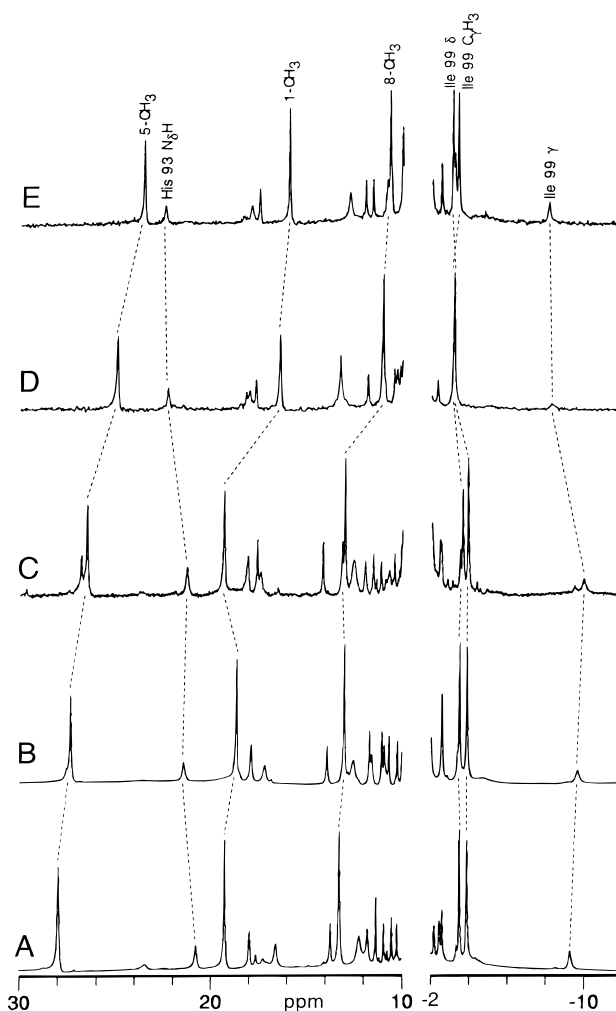 5-CH3
His 93 NδH
1-CH3
8-CH3
Ile 99 δ
Ile 99 CγH3
Ile 99 γ
E
D
C
B
A
30
20
ppm
10
-2
-10